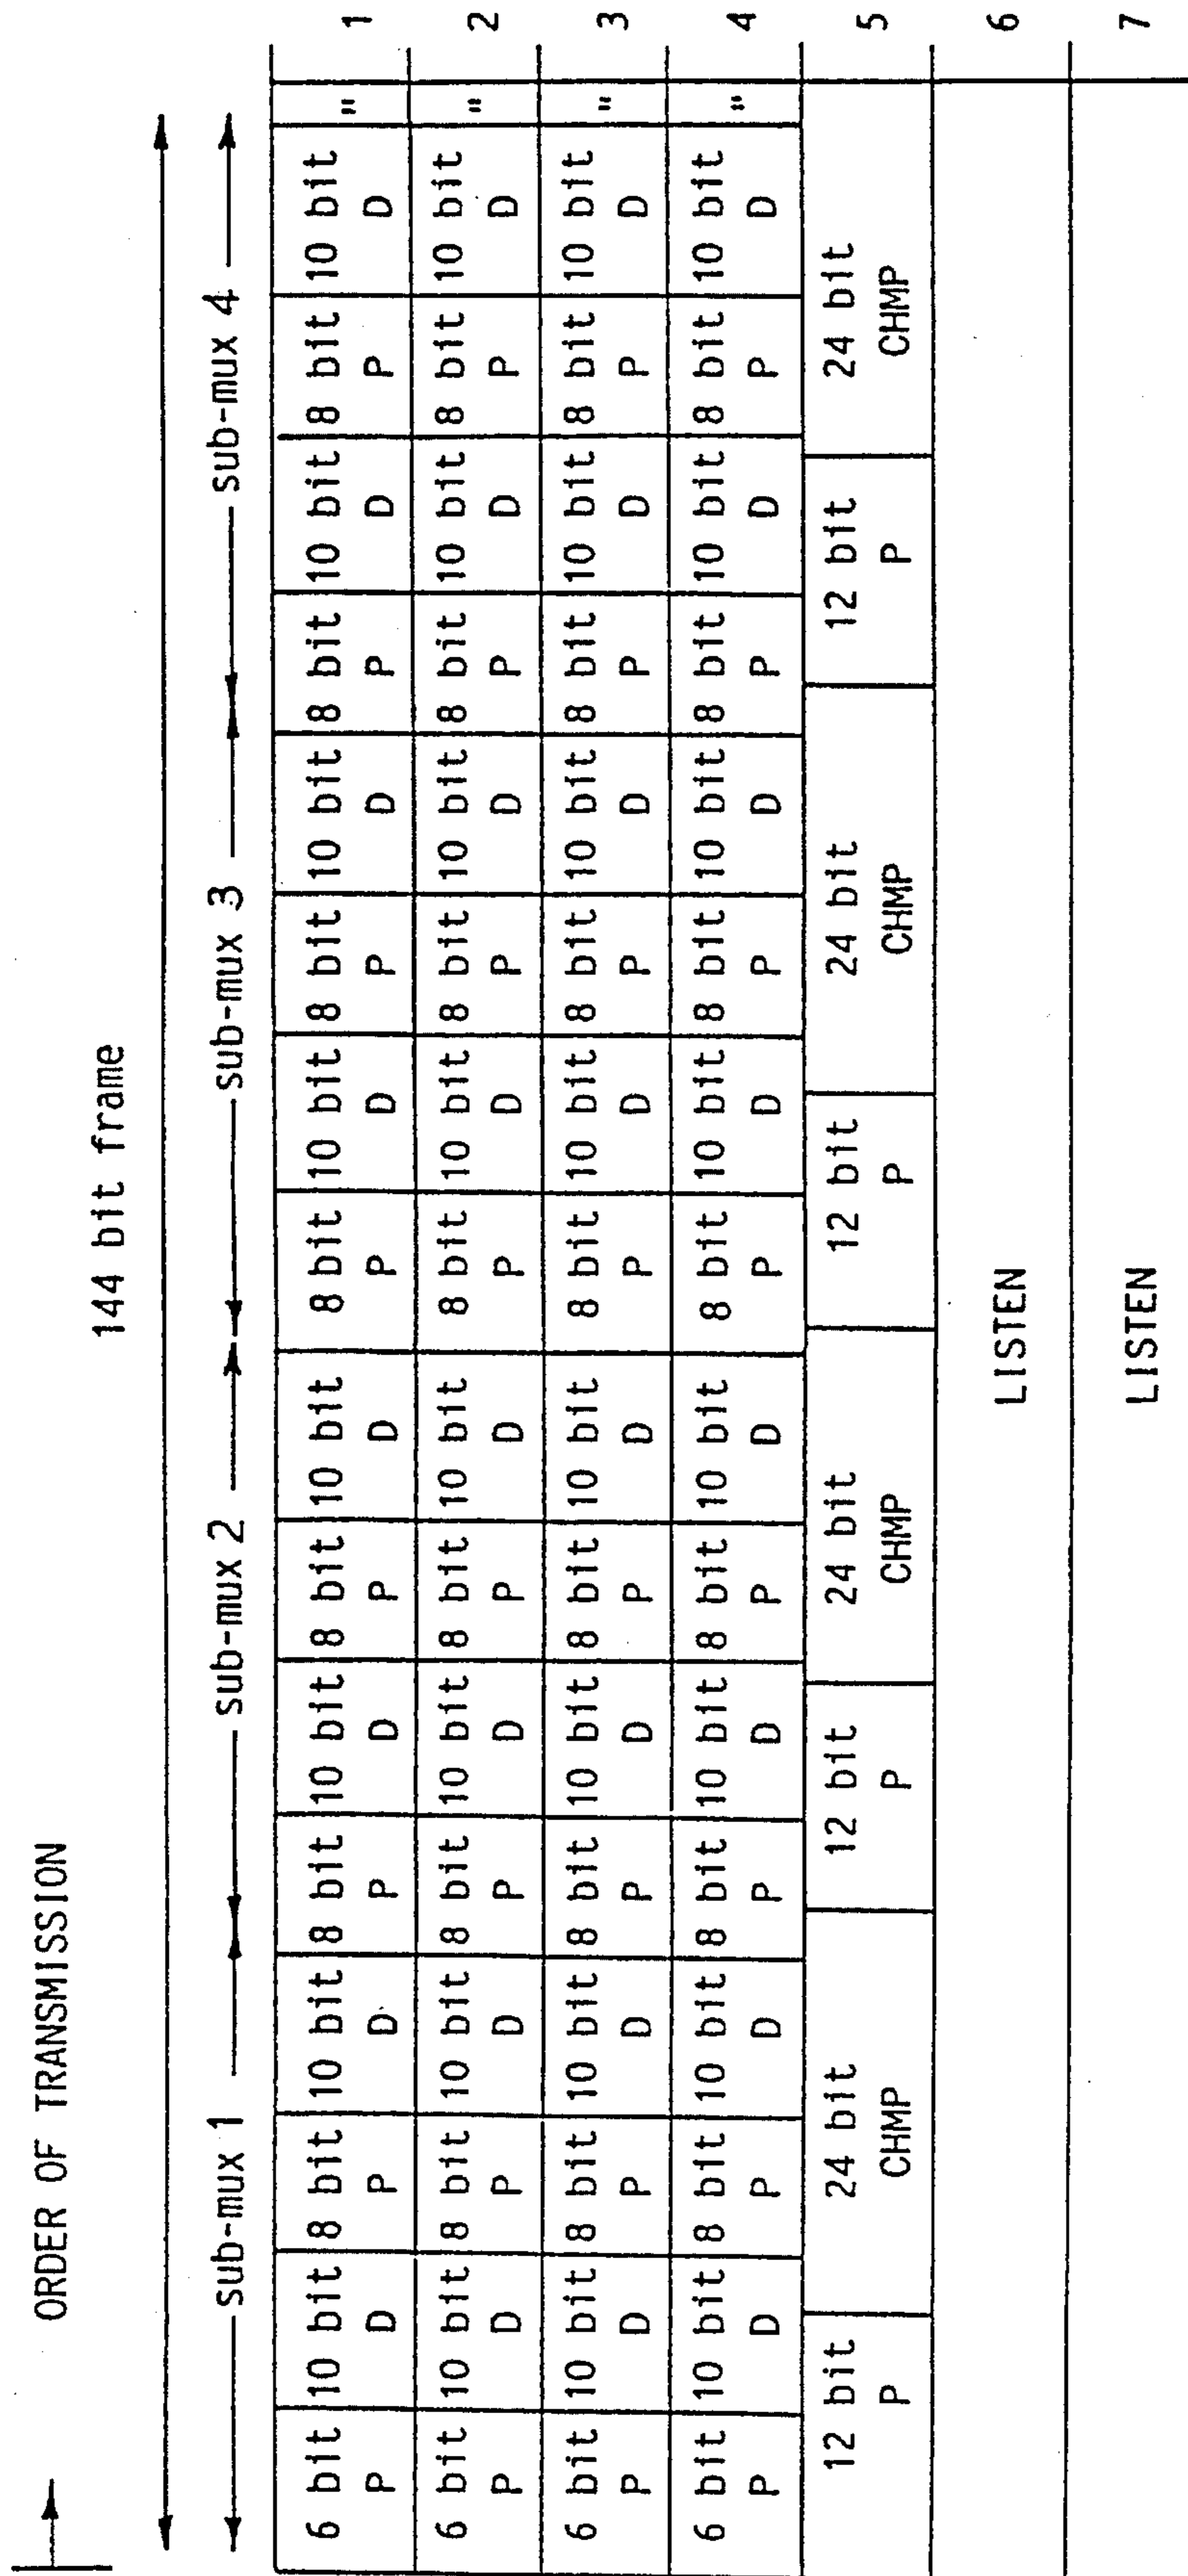 ORDER OF TRANSMISSION
144 bit frame
sub-mux 1 sub-mux 2 sub-mux 3 sub-mux 4
6 bit 10 bit 8 bit 10 bit 8 bit 10 bit 8 bit 10 bit 8 bit 10 bit 8 bit 10 bit 8 bit 10 bit 8 bit 10 bit " 1
P D P D P D P D P D P D P D P D
6 bit 10 bit 8 bit 10 bit 8 bit 10 bit 8 bit 10 bit 8 bit 10 bit 8 bit 10 bit 8 bit 10 bit 8 bit 10 bit " 2
P D P D P D P D P D P D P D P D
6 bit 10 bit 8 bit 10 bit 8 bit 10 bit 8 bit 10 bit 8 bit 10 bit 8 bit 10 bit 8 bit 10 bit 8 bit 10 bit " 3
P D P D P D P D P D P D P D P D
6 bit 10 bit 8 bit 10 bit 8 bit 10 bit 8 bit 10 bit 8 bit 10 bit 8 bit 10 bit 8 bit 10 bit 8 bit 10 bit " 4
P D P D P D P D P D P D P D P D
12 bit 24 bit 12 bit 24 bit 12 bit 24 bit 12 bit 24 bit 5
P CHMP P CHMP P CHMP P CHMP
LISTEN 6
LISTEN 7